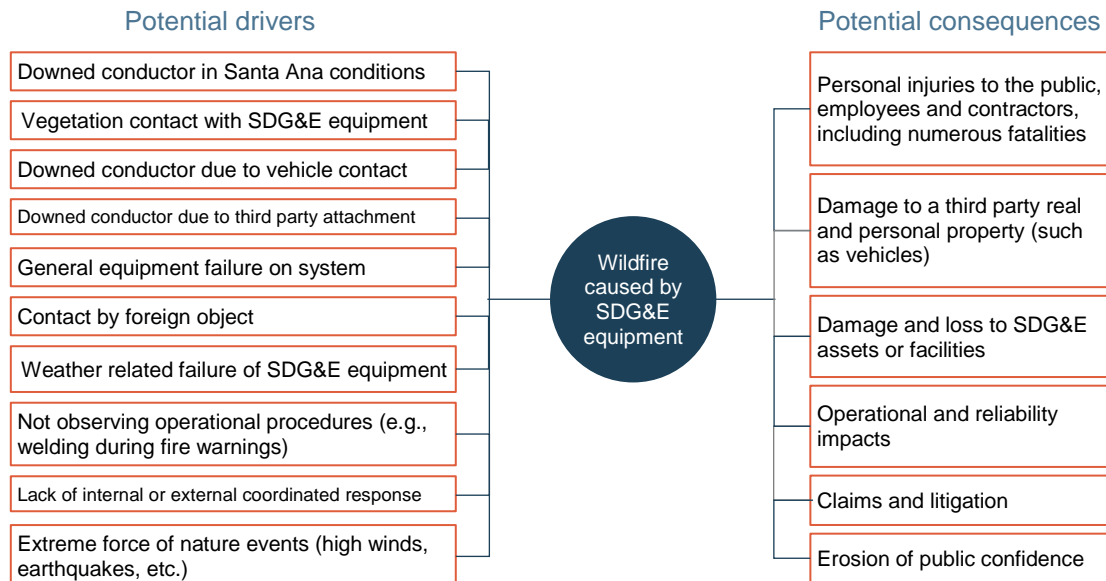 Potential drivers
Downed conductor in Santa Ana conditions
Vegetation contact with SDG&E equipment
Downed conductor due to vehicle contact
Downed conductor due to third party attachment
General equipment failure on system
Contact by foreign object
Weather related failure of SDG&E equipment
Not observing operational procedures (e.g.,
welding during fire warnings)
Lack of internal or external coordinated response
Extreme force of nature events (high winds,
earthquakes, etc.)
Wildfire
caused by
SDG&E
equipment
Potential consequences
Personal injuries to the public,
employees and contractors,
including numerous fatalities
Damage to a third party real
and personal property (such
as vehicles)
Damage and loss to SDG&E
assets or facilities
Operational and reliability
impacts
Claims and litigation
Erosion of public confidence